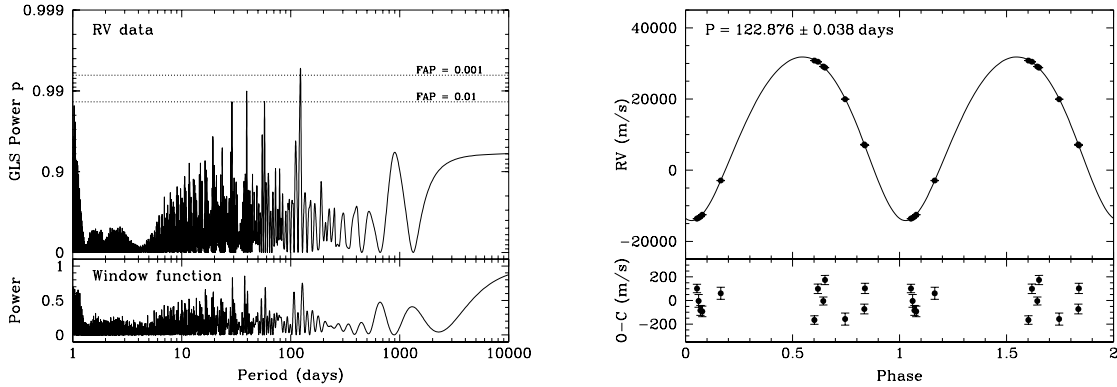 RV data
FAP = 0.001
FAP = 0.01
GLS Power p
0.999
0.99
0.9
0
Window function
Power
1
0.5
0
1 10 100 1000 10000
Period (days)
P = 122.876 ± 0.038 days
RV (m/s)
40000
20000
0
−20000
O−C (m/s)
200
0
−200
0 0.5 1 1.5 2
Phase